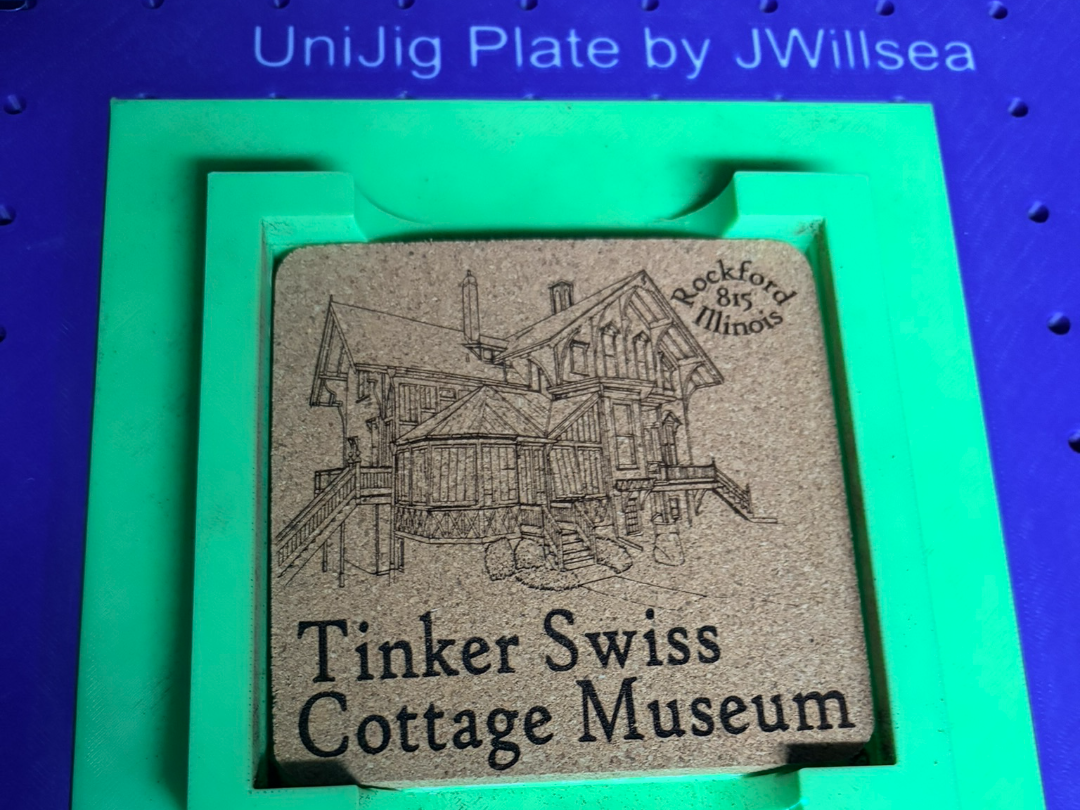 UniJig Plate by JWillsea
Rockford
815
Illinois
Tinker Swiss
Cottage Museum